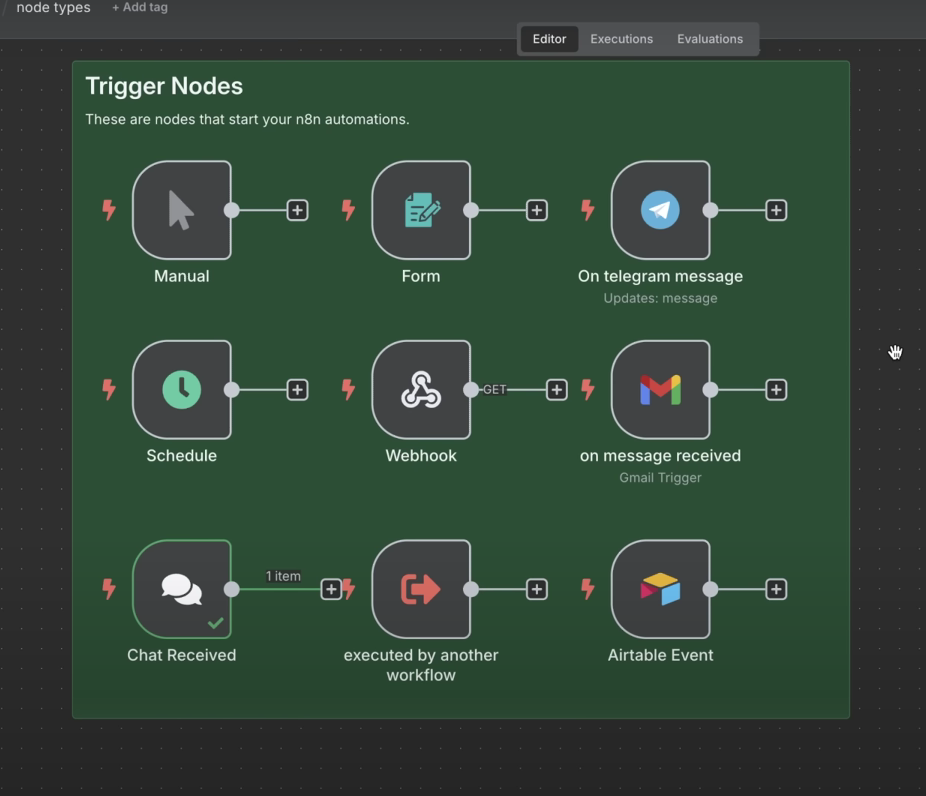 node types
+ Add tag
Editor
Executions
Evaluations
Trigger Nodes
These are nodes that start your n8n automations.
Manual
Form
On telegram message
Updates: message
GET
Schedule
Webhook
on message received
Gmail Trigger
1 item
Chat Received
executed by another
workflow
Airtable Event